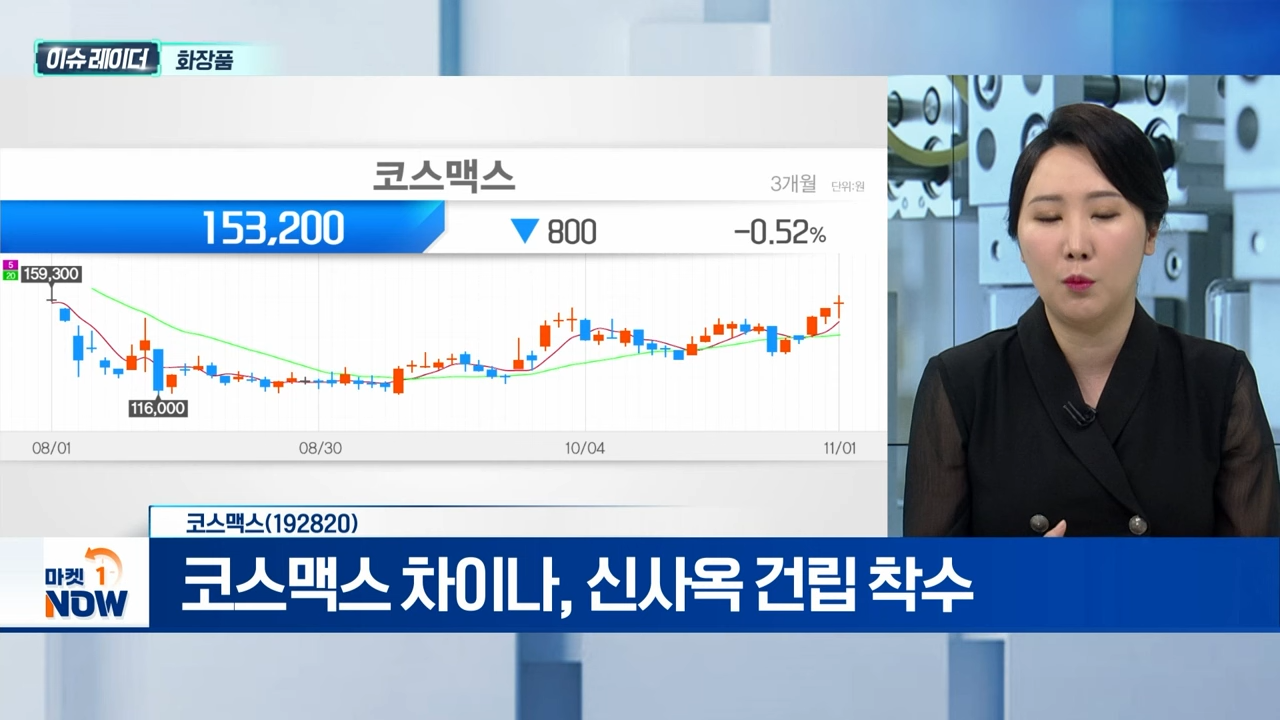 이슈 레이더 화장품
코스맥스
3개월 단위:원
153,200 ▼ 800 -0.52%
5
20
159,300
116,000
08/01 08/30 10/04 11/01
코스맥스(192820)
마켓 1
NOW
코스맥스 차이나, 신사옥 건립 착수